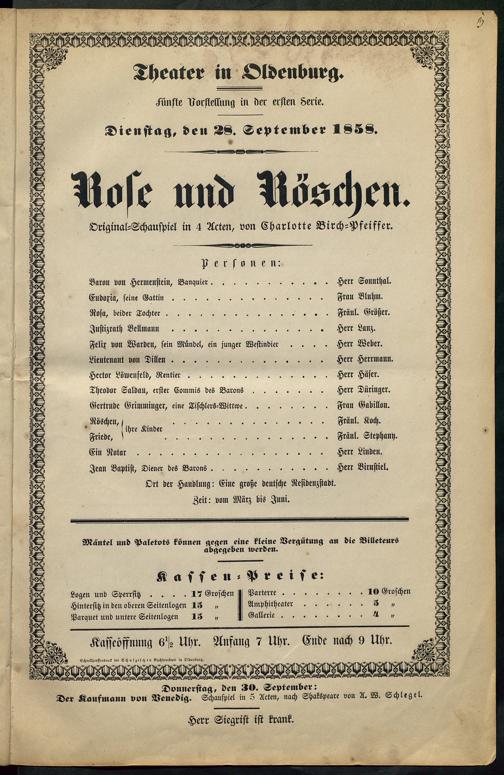 Theater in Oldenburg.
Fünfte Vorstellung in der ersten Serie.
Dienstag, den 28. September 1858.
Rose und Röschen.
Original-Schauspiel in 4 Acten, von Charlotte Birch-Pfeiffer.
Personen:
Baron von Hermenstein, Banquier . . . . . . . . . . . Herr Sonnthal.
Eudoxia, seine Gattin . . . . . . . . . . . Frau Bluhm.
Rosa, beider Tochter . . . . . . . . . . . Fräul. Größer.
Justizrath Bellmann . . . . . . . . . . . Herr Lanz.
Felix von Warden, sein Mündel, ein junger Westindier . . . . Herr Weber.
Lieutenant von Dillen . . . . . . . . . . . Herr Herrmann.
Hector Löwenfeld, Rentier . . . . . . . . . . . Herr Häser.
Theodor Saldau, erster Commis des Barons . . . . . . . . Herr Düringer.
Gertrude Grimminger, eine Tischlers-Wittwe . . . . . . . . Frau Gabillon.
Röschen, } ihre Kinder . . . . . . . . . . . Fräul. Koch.
Friede, . . . . . . . . . . . Fräul. Stephany.
Ein Notar . . . . . . . . . . . Herr Linden.
Jean Baptist, Diener des Barons . . . . . . . . . . . Herr Birnstiel.
Ort der Handlung: Eine große deutsche Residenzstadt.
Zeit: vom März bis Juni.
Mäntel und Paletots können gegen eine kleine Vergütung an die Billeteurs
abgegeben werden.
Kassen-Preise:
Logen und Sperrsitz . . . . 17 Groschen
Hintersitz in den oberen Seitenlogen 15 „
Parquet und untere Seitenlogen 15 „
Parterre . . . . . . . . 10 Groschen
Amphitheater . . . . . 5 „
Gallerie . . . . . . . . 4 „
Kasseöffnung 6 1/2 Uhr. Anfang 7 Uhr. Ende nach 9 Uhr.
Schnellpressendruck der Schulzeschen Buchdruckerei in Oldenburg.
Donnerstag, den 30. September:
Der Kaufmann von Venedig. Schauspiel in 5 Acten, nach Shakspeare von A. W. Schlegel.
Herr Siegrist ist krank.